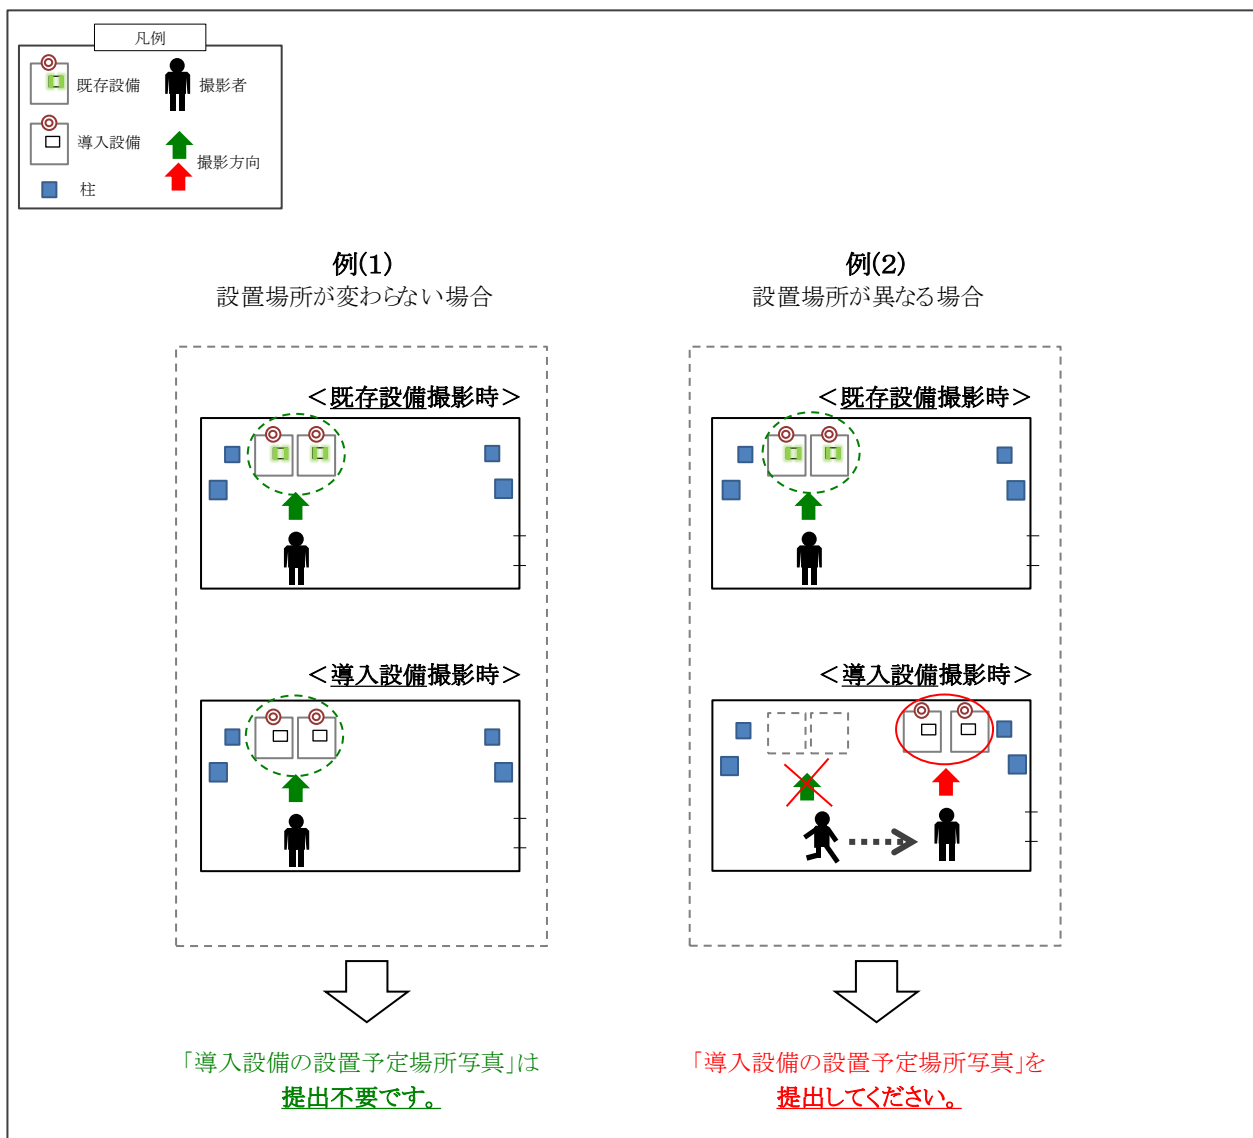 凡例
既存設備
撮影者
導入設備
撮影方向
柱
例(1)
設置場所が変わらない場合
<既存設備撮影時>
<導入設備撮影時>
「導入設備の設置予定場所写真」は
提出不要です。
例(2)
設置場所が異なる場合
<既存設備撮影時>
<導入設備撮影時>
「導入設備の設置予定場所写真」を
提出してください。